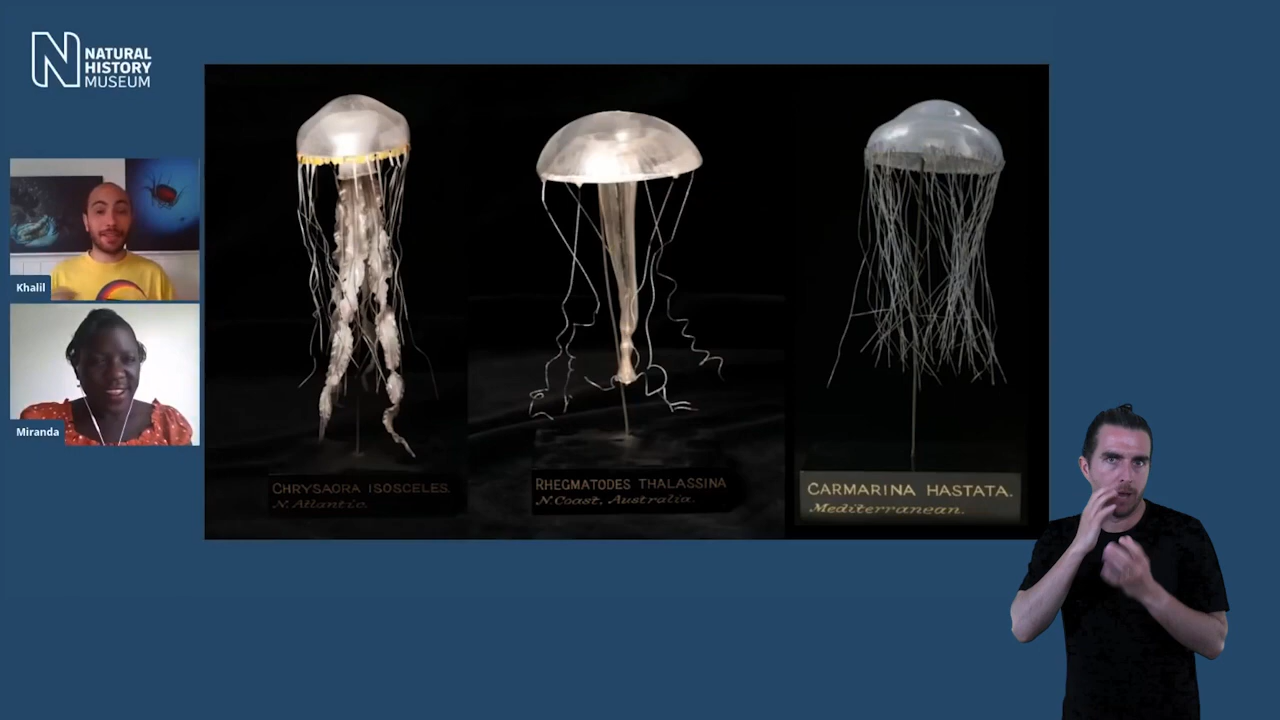 NATURAL
HISTORY
MUSEUM
Khalil
Miranda
CHRYSAORA ISOSCELES.
N. Atlantic.
RHEGMATODES THALASSINA
N. Coast, Australia.
CARMARINA HASTATA.
Mediterranean.